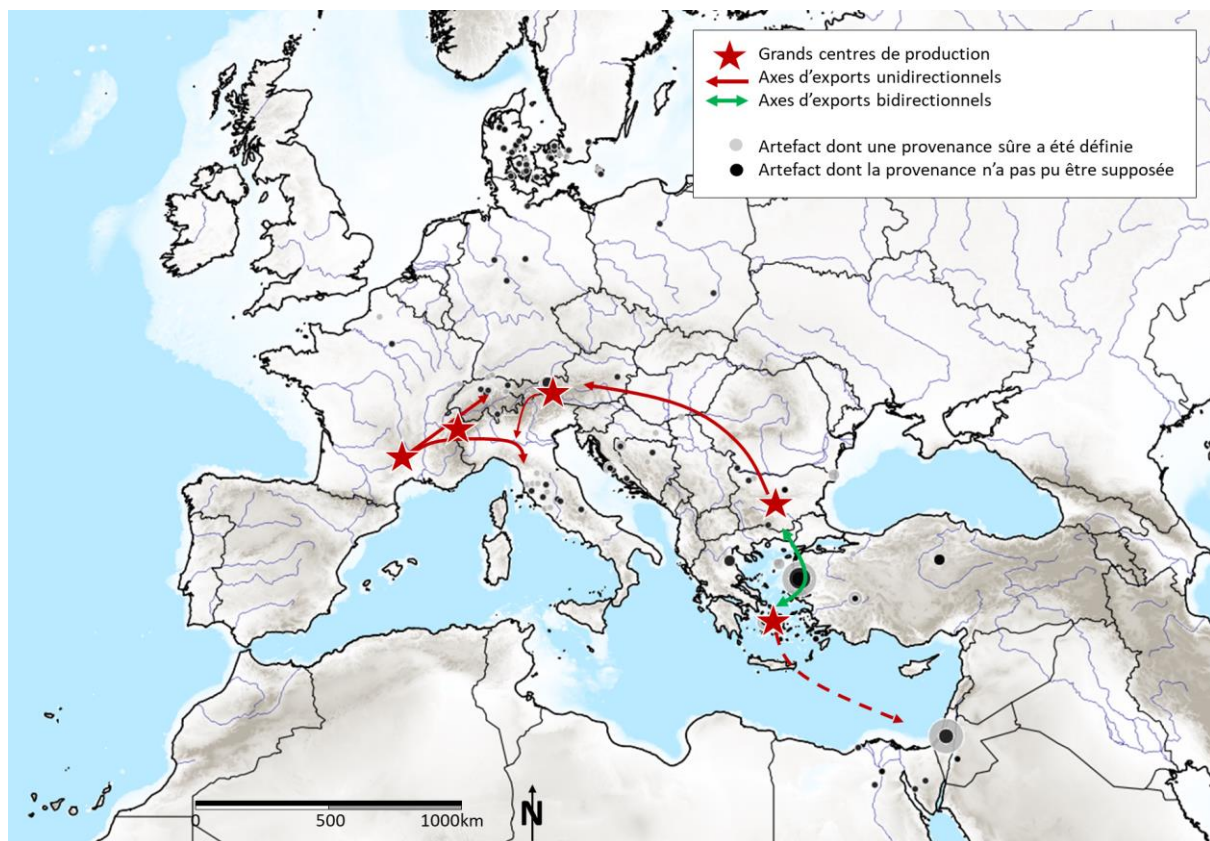 Grands centres de production
Axes d'exports unidirectionnels
Axes d'exports bidirectionnels
Artefact dont une provenance sûre a été définie
Artefact dont la provenance n'a pas pu être supposée
0 500 1000km
N